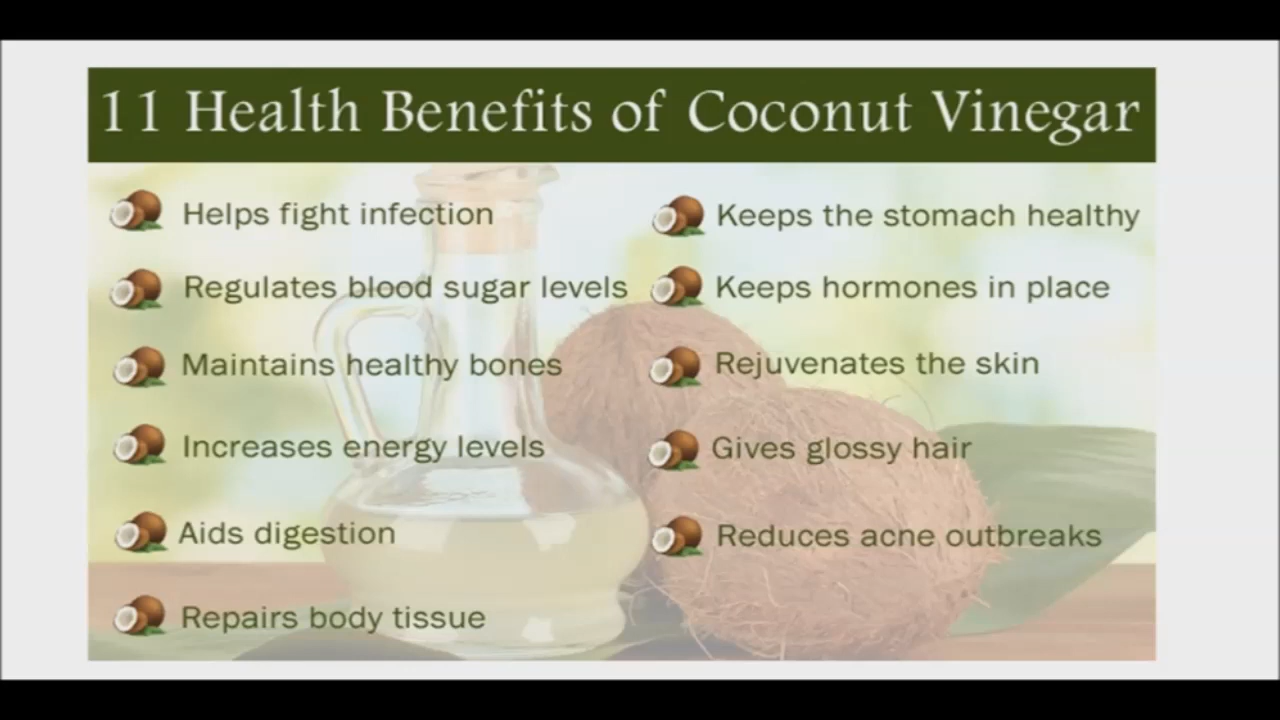 11 Health Benefits of Coconut Vinegar
Helps fight infection
Regulates blood sugar levels
Maintains healthy bones
Increases energy levels
Aids digestion
Repairs body tissue
Keeps the stomach healthy
Keeps hormones in place
Rejuvenates the skin
Gives glossy hair
Reduces acne outbreaks